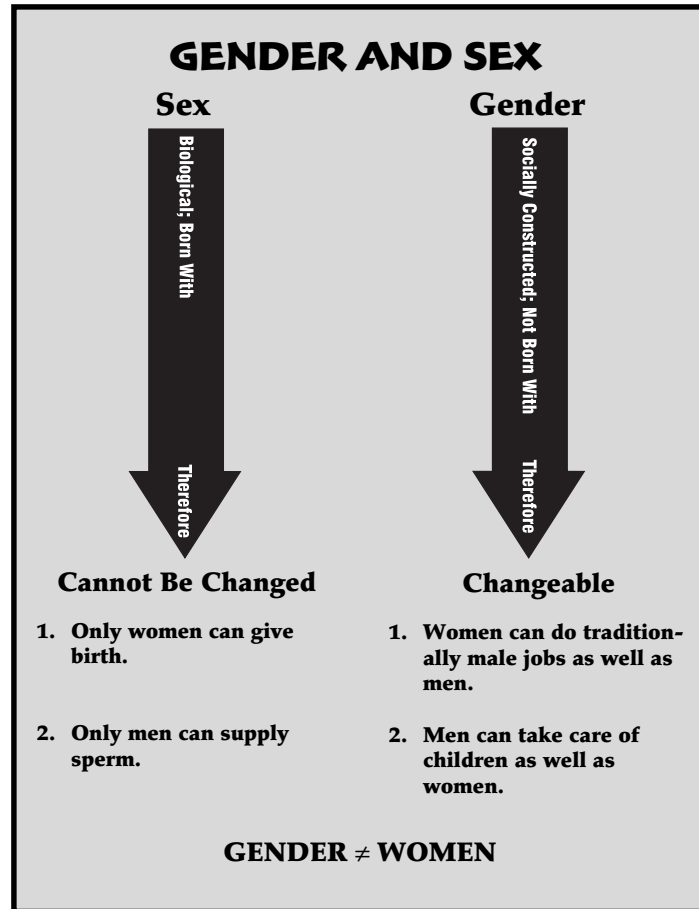 GENDER AND SEX
Sex
Biological; Born With
Therefore
Cannot Be Changed
1. Only women can give
birth.
2. Only men can supply
sperm.
Gender
Socially Constructed; Not Born With
Therefore
Changeable
1. Women can do tradition-
ally male jobs as well as
men.
2. Men can take care of
children as well as
women.
GENDER ≠ WOMEN